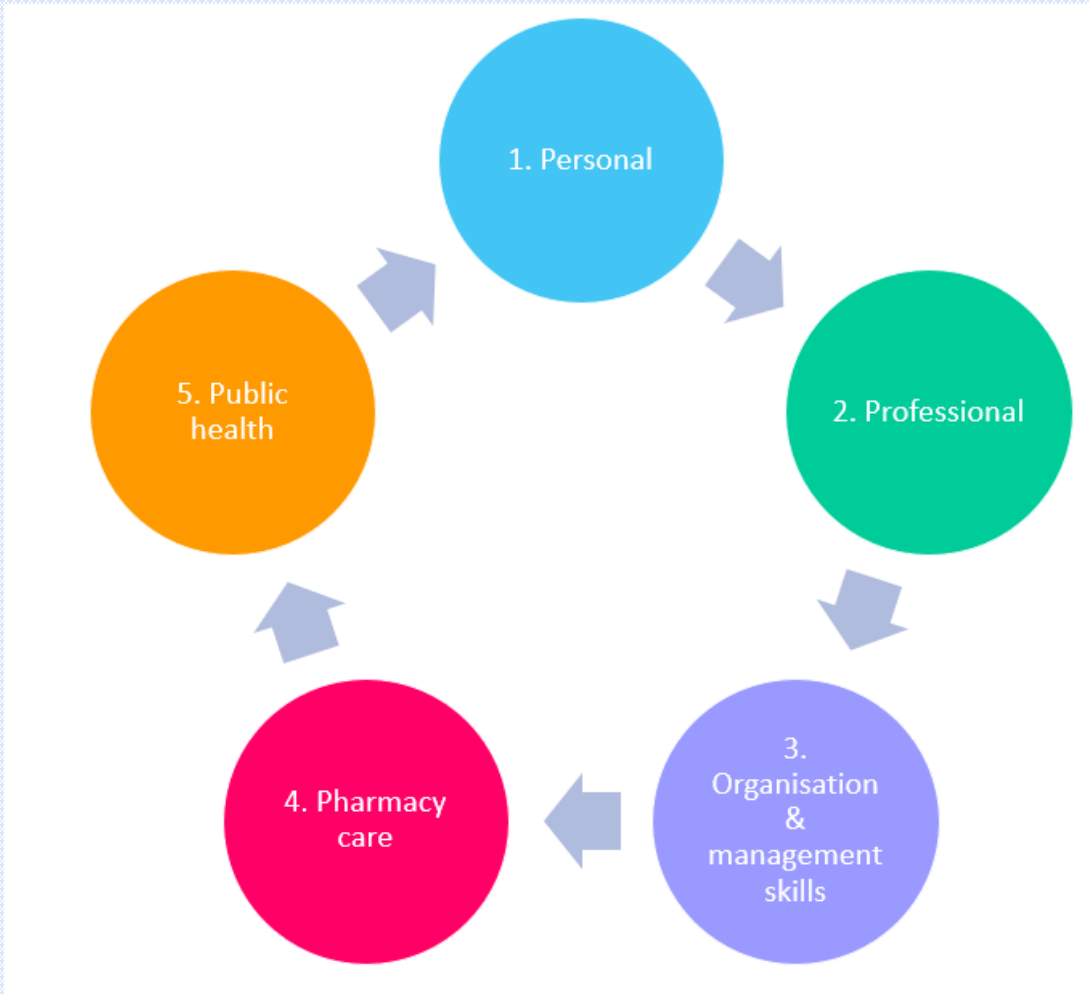 1. Personal
2. Professional
3.
Organisation
&
management
skills
4. Pharmacy
care
5. Public
health